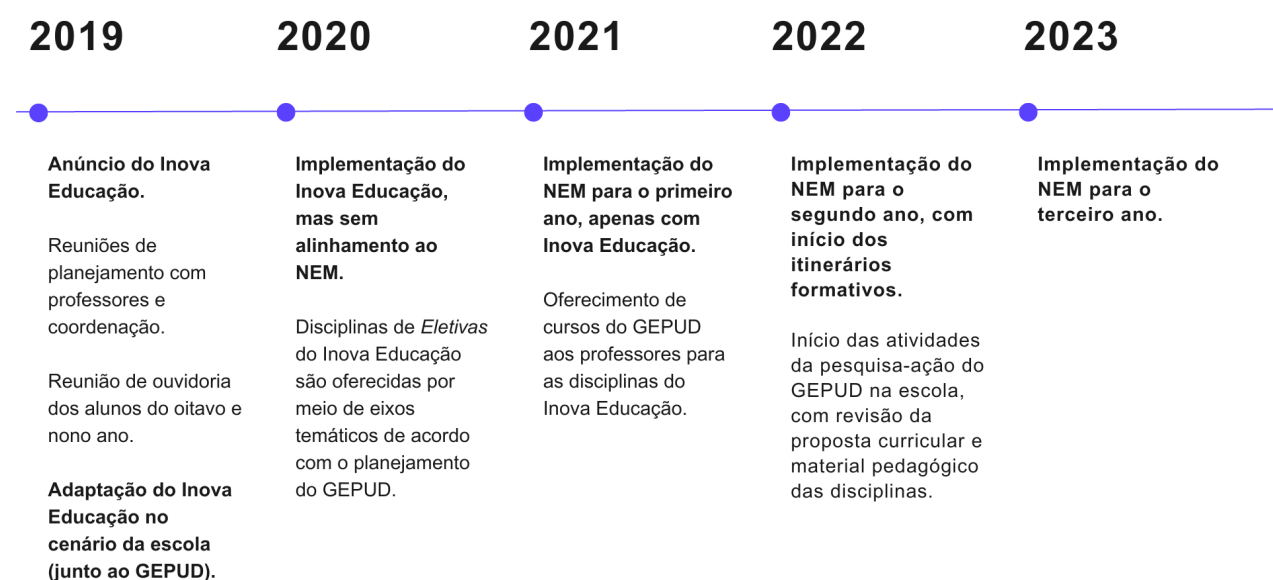 2019
2020
2021
2022
2023
Anúncio do Inova
Educação.
Reuniões de
planejamento com
professores e
coordenação.
Reunião de ouvidoria
dos alunos do oitavo e
nono ano.
Adaptação do Inova
Educação no
cenário da escola
(junto ao GEPUD).
Implementação do
Inova Educação,
mas sem
alinhamento ao
NEM.
Disciplinas de Eletivas
do Inova Educação
são oferecidas por
meio de eixos
temáticos de acordo
com o planejamento
do GEPUD.
Implementação do
NEM para o primeiro
ano, apenas com
Inova Educação.
Oferecimento de
cursos do GEPUD
aos professores para
as disciplinas do
Inova Educação.
Implementação do
NEM para o
segundo ano, com
início dos
itinerários
formativos.
Início das atividades
da pesquisa-ação do
GEPUD na escola,
com revisão da
proposta curricular e
material pedagógico
das disciplinas.
Implementação do
NEM para o
terceiro ano.